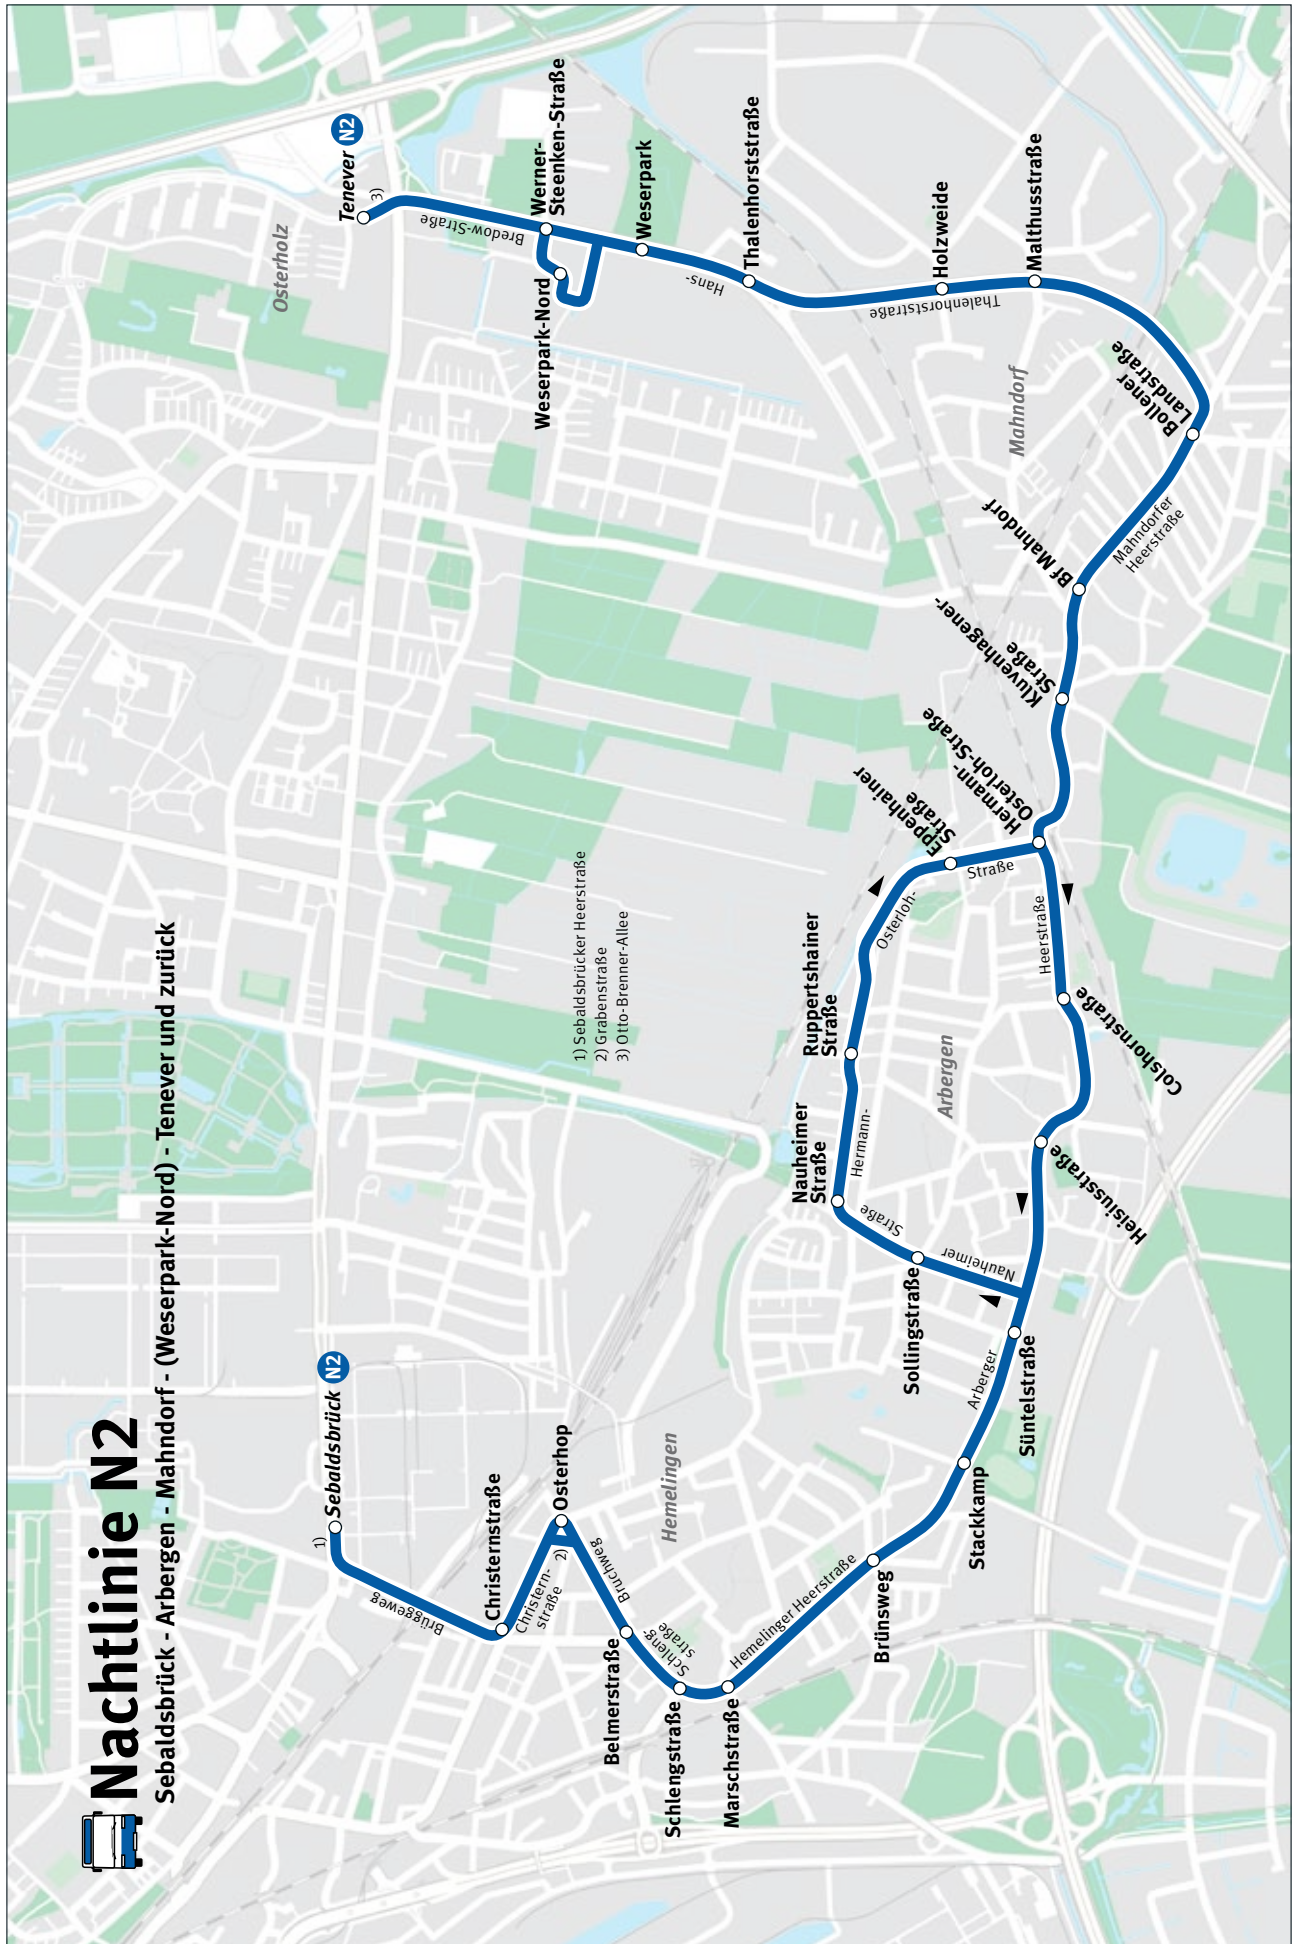 Nachtlinie N2
Sebaldsbrück - Arbergen - Mahndorf - (Weserpark-Nord) - Tenever und zurück
Sebaldsbrück N2
1)
Brüggeweg
Christernstraße
Christern-
straße
2)
Osterhop
Bruchweg
Belmerstraße
Schleng-
straße
Schlengstraße
Marschstraße
Hemelinger Heerstraße
Hemelingen
Brünsweg
Stackkamp
Arberger
Süntelstraße
Sollingstraße
Nauheimer
Straße
Nauheimer
Straße
Hermann-
Ruppertshainer
Straße
Osterloh-
Eppenhainer
Straße
Straße
Arbergen
Heisiusstraße
Colshornstraße
Heerstraße
Hermann-
Osterloh-Straße
Kluvenhagener-
Straße
Bf Mahndorf
Mahndorfer
Heerstraße
Mahndorf
Bollener
Landstraße
Malthusstraße
Holzweide
Thalenhorststraße
Thalenhorststraße
Hans-
Weserpark
Weserpark-Nord
Werner-
Steenken-Straße
Bredow-Straße
3)
Tenever N2
Osterholz
1) Sebaldsbrücker Heerstraße
2) Grabenstraße
3) Otto-Brenner-Allee